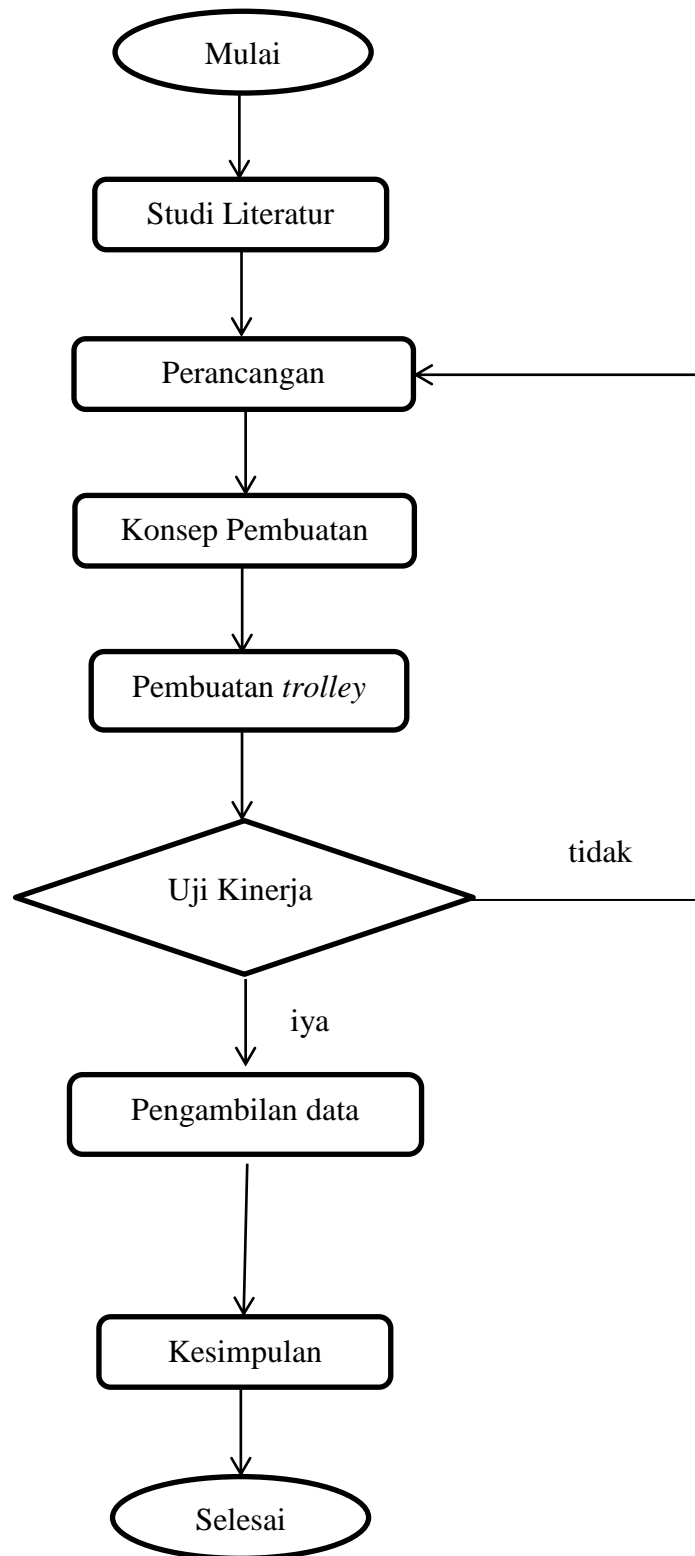 Mulai
Studi Literatur
Perancangan
Konsep Pembuatan
Pembuatan trolley
Uji Kinerja
tidak
iya
Pengambilan data
Kesimpulan
Selesai